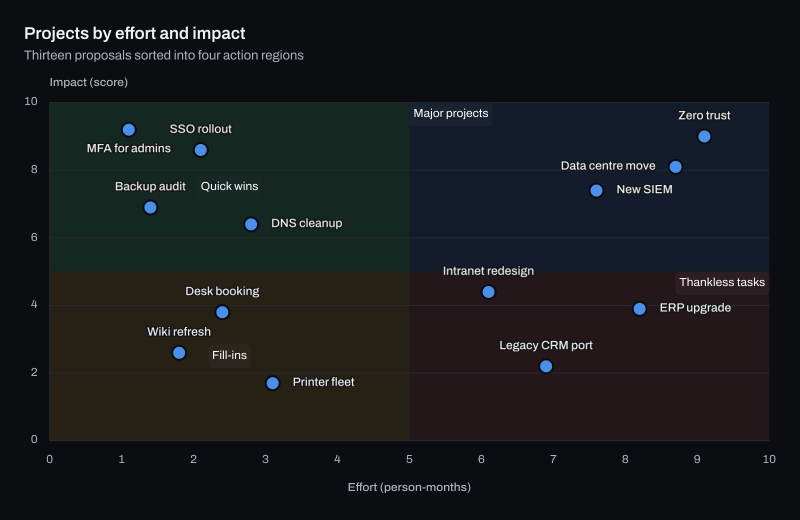 Projects by effort and impact
Thirteen proposals sorted into four action regions
Impact (score)
10
Major projects
Zero trust
SSO rollout
MFA for admins
8
Data centre move
Backup audit
Quick wins
New SIEM
DNS cleanup
6
Intranet redesign
Thankless tasks
Desk booking
4
ERP upgrade
Wiki refresh
Legacy CRM port
Fill-ins
2
Printer fleet
0
0 1 2 3 4 5 6 7 8 9 10
Effort (person-months)